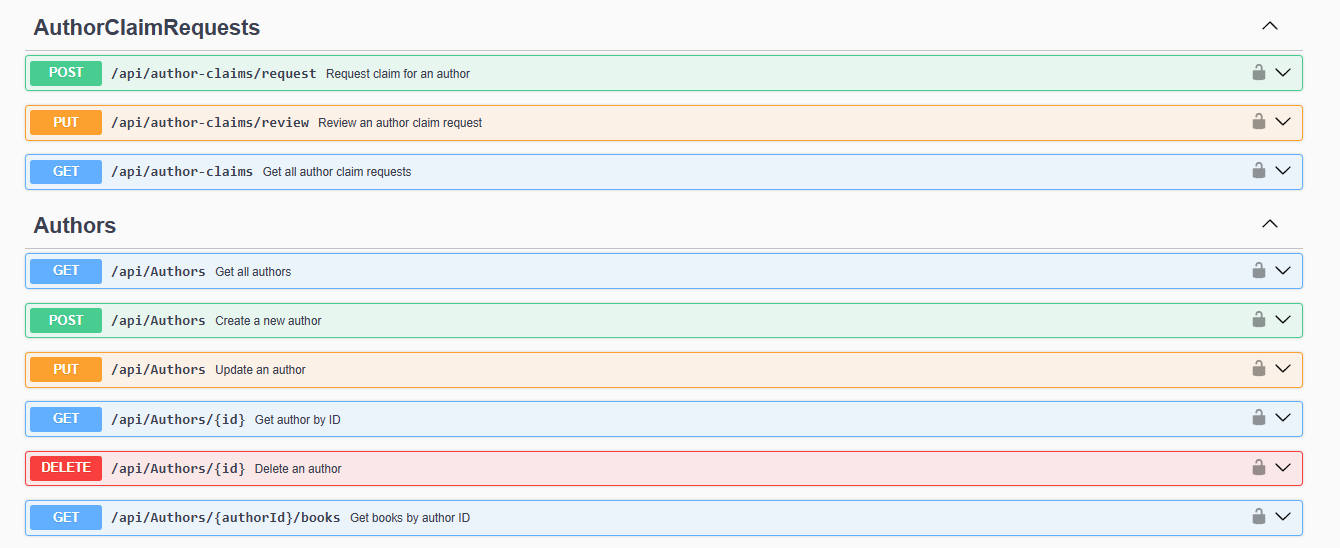 AuthorClaimRequests
POST /api/author-claims/request Request claim for an author
PUT /api/author-claims/review Review an author claim request
GET /api/author-claims Get all author claim requests
Authors
GET /api/Authors Get all authors
POST /api/Authors Create a new author
PUT /api/Authors Update an author
GET /api/Authors/{id} Get author by ID
DELETE /api/Authors/{id} Delete an author
GET /api/Authors/{authorId}/books Get books by author ID